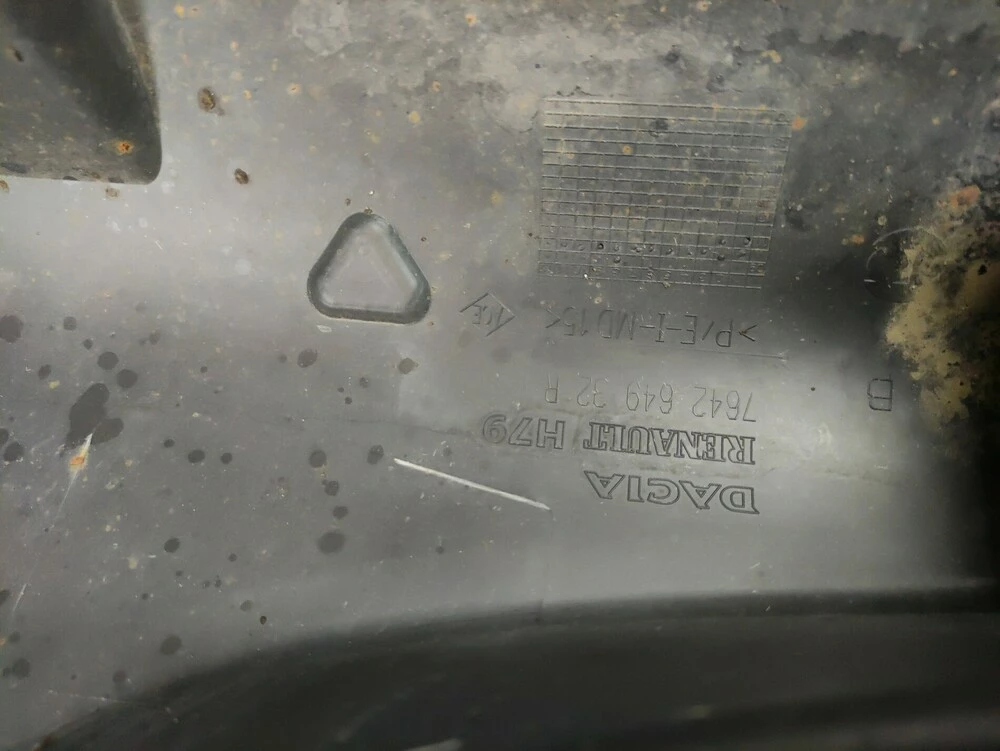 DACIA
RENAULT H79
B
7642 649 32 R
>P/E-I-MD15<